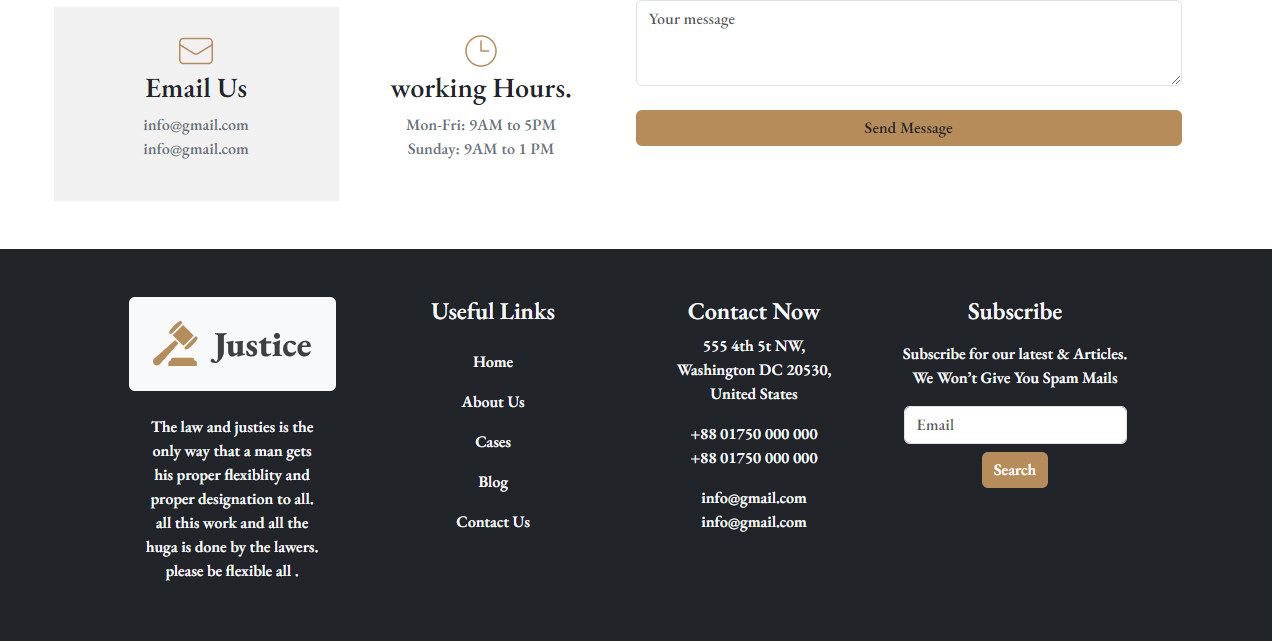 Email Us
info@gmail.com
info@gmail.com
working Hours.
Mon-Fri: 9AM to 5PM
Sunday: 9AM to 1 PM
Your message
Send Message
Justice
The law and justies is the
only way that a man gets
his proper flexiblity and
proper designation to all.
all this work and all the
huga is done by the lawers.
please be flexible all .
Useful Links
Home
About Us
Cases
Blog
Contact Us
Contact Now
555 4th 5t NW,
Washington DC 20530,
United States
+88 01750 000 000
+88 01750 000 000
info@gmail.com
info@gmail.com
Subscribe
Subscribe for our latest & Articles.
We Won’t Give You Spam Mails
Email
Search